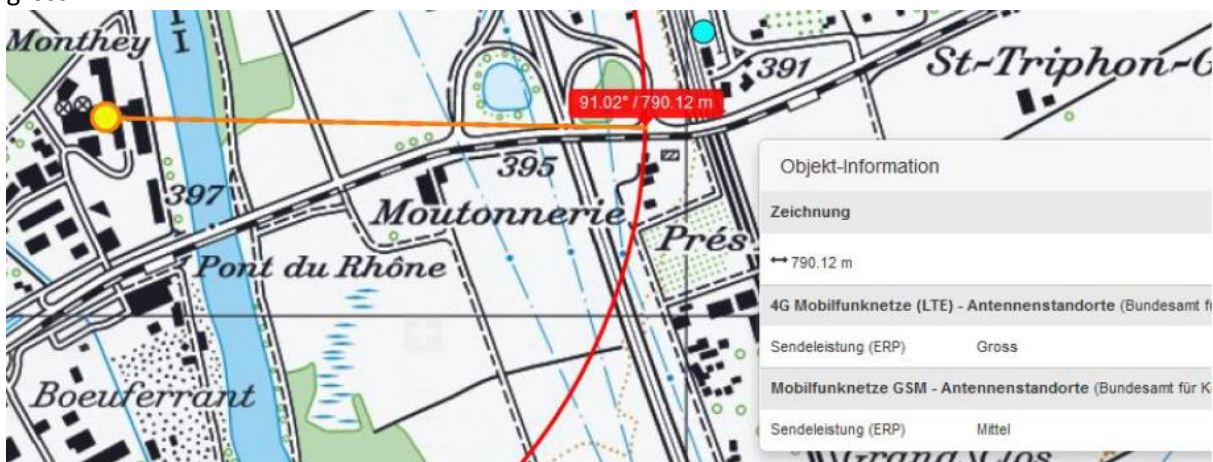 Monthey
391
St-Triphon-G
91.02° / 790.12 m
395
397
Moutonnerie
Prés
Pont du Rhône
Boeuferrant
Objekt-Information
Zeichnung
↔ 790.12 m
4G Mobilfunknetze (LTE) - Antennenstandorte (Bundesamt f
Sendeleistung (ERP) Gross
Mobilfunknetze GSM - Antennenstandorte (Bundesamt für K
Sendeleistung (ERP) Mittel